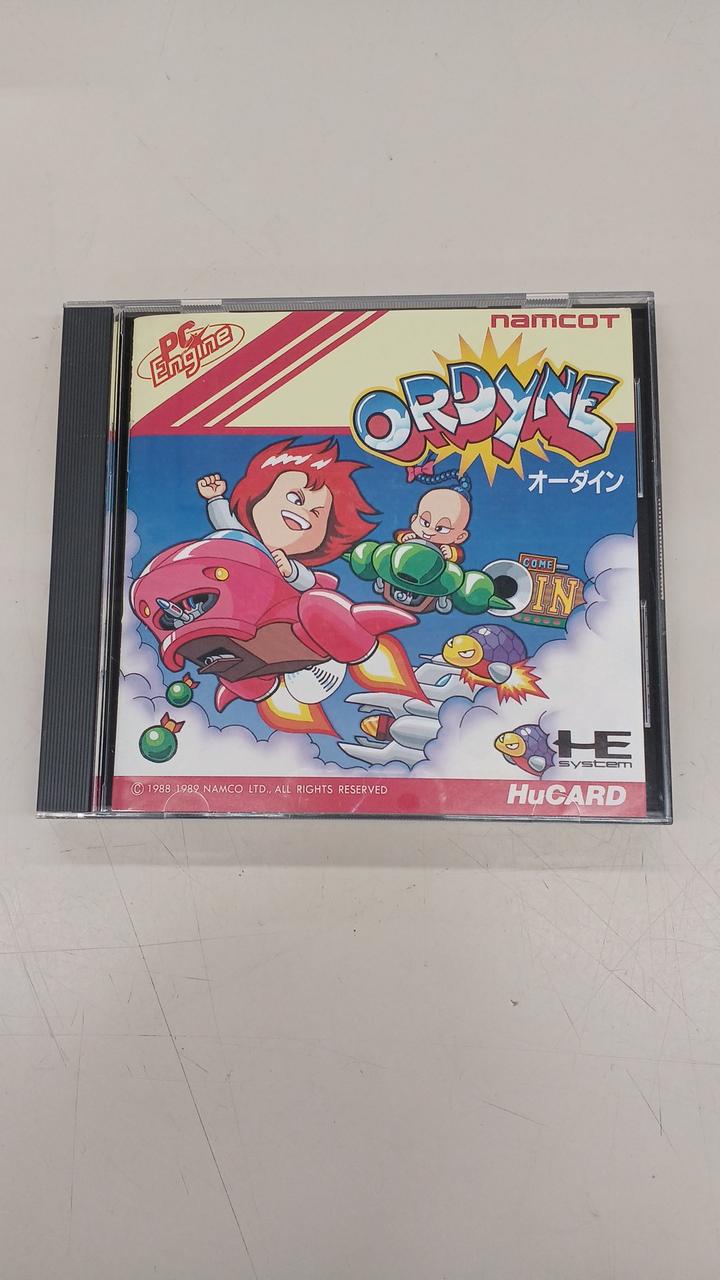 PC Engine
namcoT
ORDYNE
オーダイン
COME
IN
HE
system
© 1988 1989 NAMCO LTD., ALL RIGHTS RESERVED
HuCARD